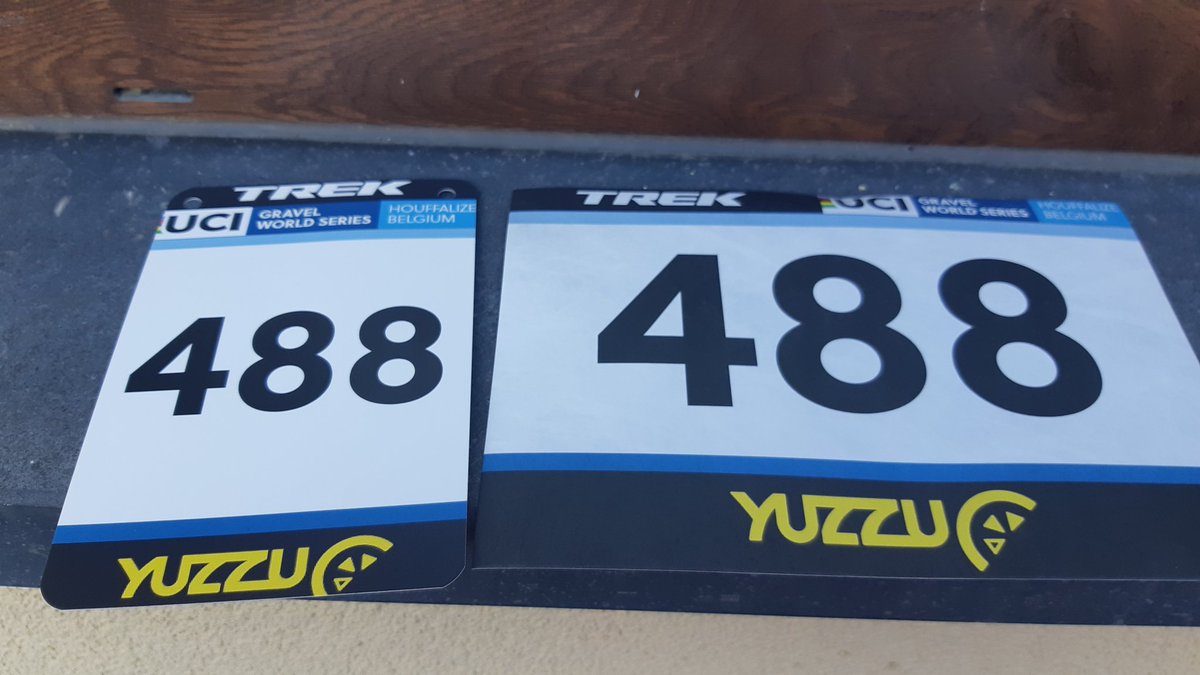 TREK
UCI GRAVEL WORLD SERIES HOUFFALIZE BELGIUM
488
YUZZU
TREK
UCI GRAVEL WORLD SERIES HOUFFALIZE BELGIUM
488
YUZZU